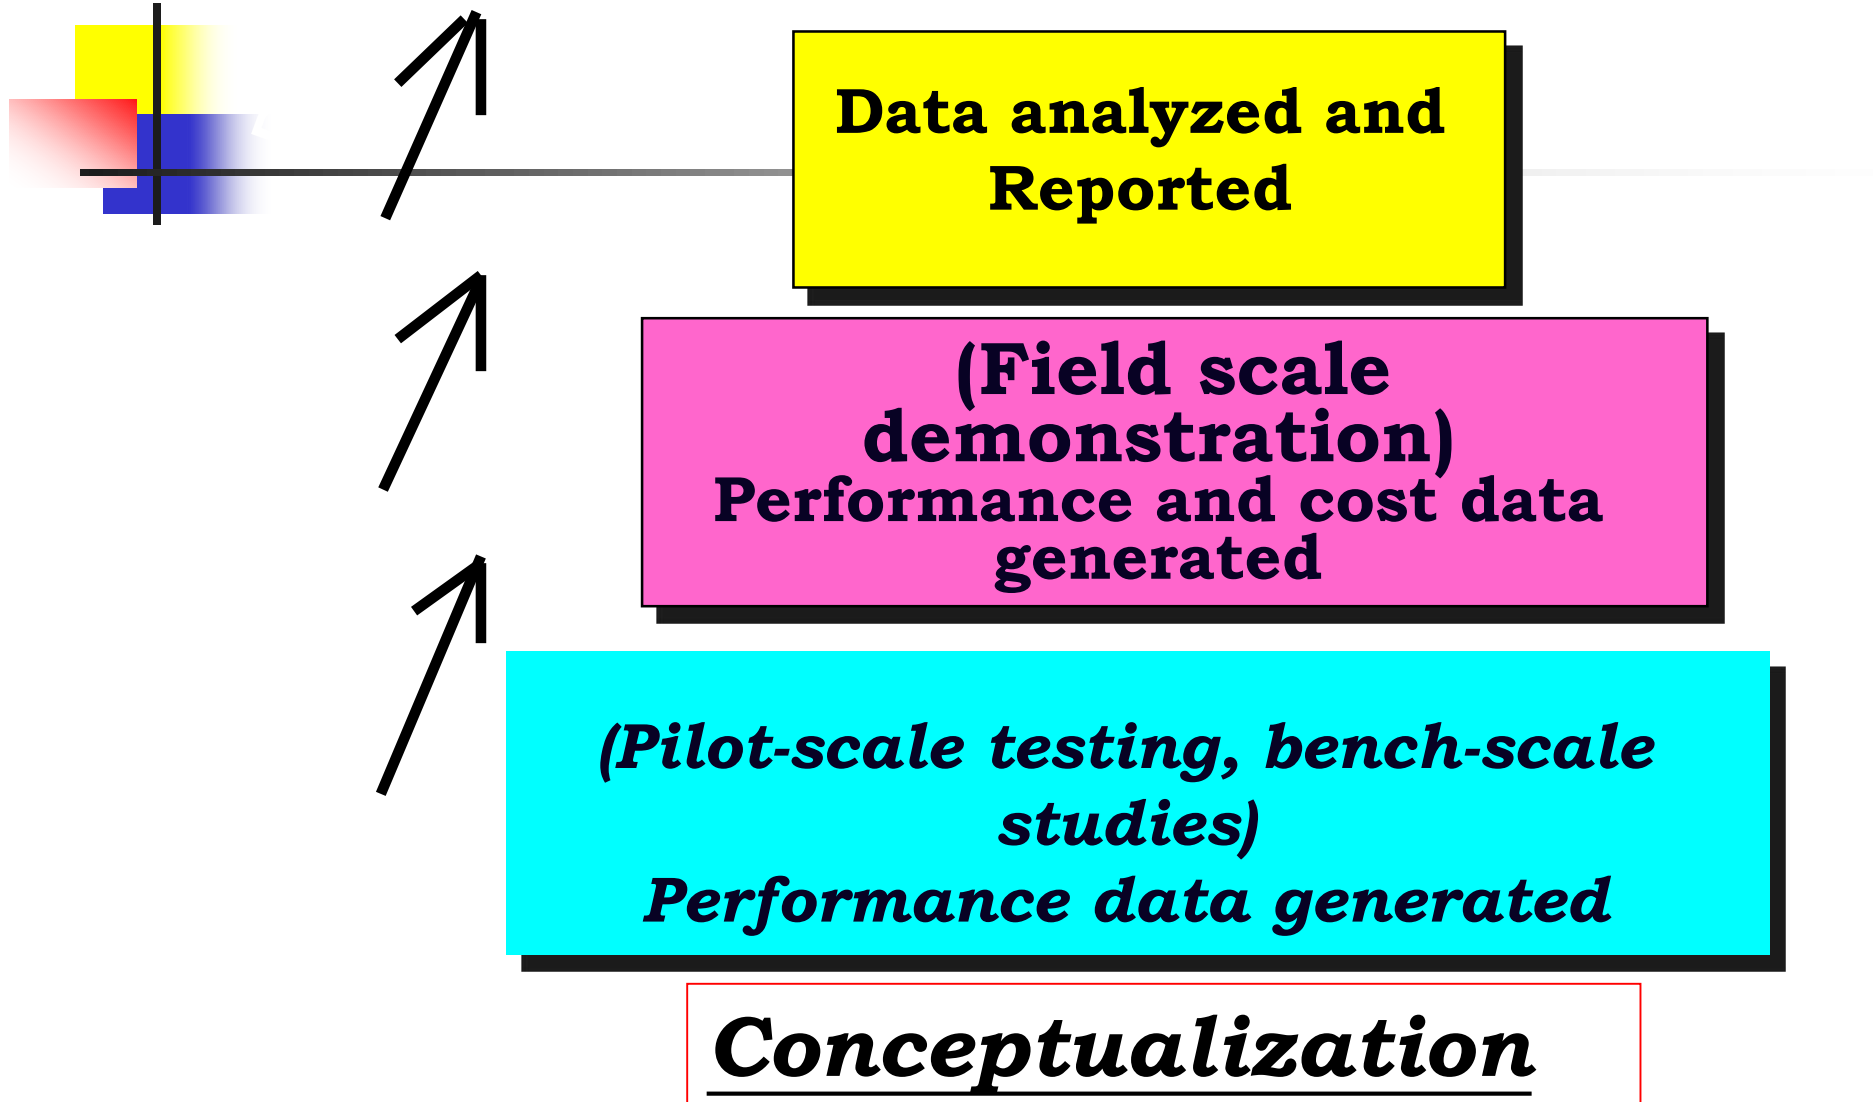 Data analyzed and
Reported
(Field scale
demonstration)
Performance and cost data
generated
(Pilot-scale testing, bench-scale
studies)
Performance data generated
Conceptualization